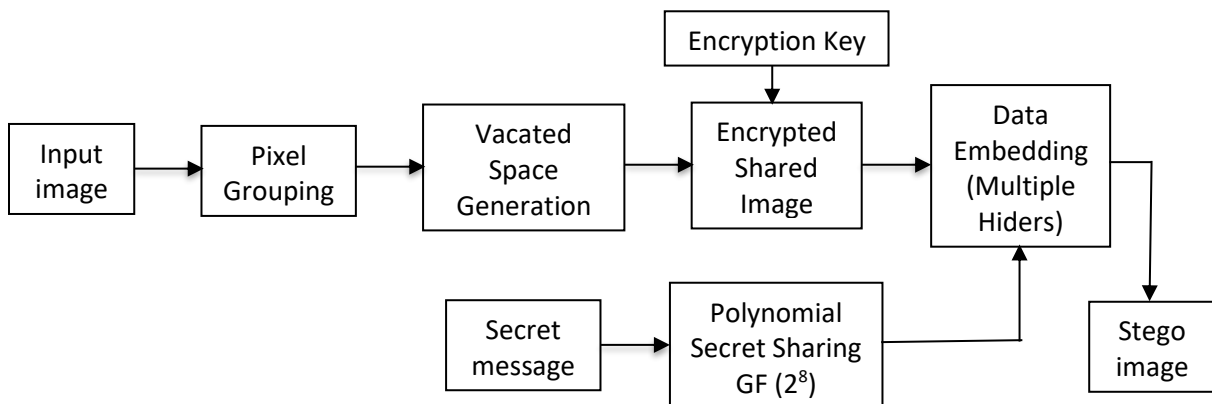 Encryption Key
Input
image
Pixel
Grouping
Vacated
Space
Generation
Encrypted
Shared
Image
Data
Embedding
(Multiple
Hiders)
Secret
message
Polynomial
Secret Sharing
GF (2⁸)
Stego
image